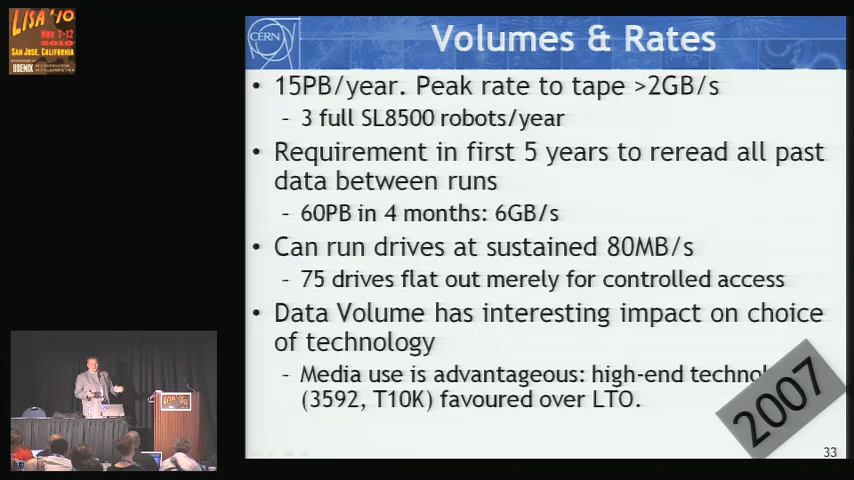 LISA '10
Nov. 7-12
2010
SAN JOSE, CALIFORNIA
USENIX
CERN
Volumes & Rates
• 15PB/year. Peak rate to tape >2GB/s
– 3 full SL8500 robots/year
• Requirement in first 5 years to reread all past
data between runs
– 60PB in 4 months: 6GB/s
• Can run drives at sustained 80MB/s
– 75 drives flat out merely for controlled access
• Data Volume has interesting impact on choice
of technology
– Media use is advantageous: high-end technol
(3592, T10K) favoured over LTO.
2007
33